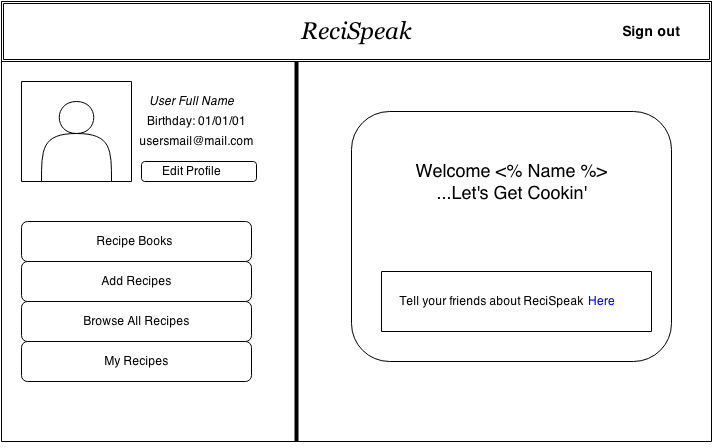 ReciSpeak
Sign out
User Full Name
Birthday: 01/01/01
usersmail@mail.com
Edit Profile
Recipe Books
Add Recipes
Browse All Recipes
My Recipes
Welcome <% Name %>
...Let's Get Cookin'
Tell your friends about ReciSpeak Here